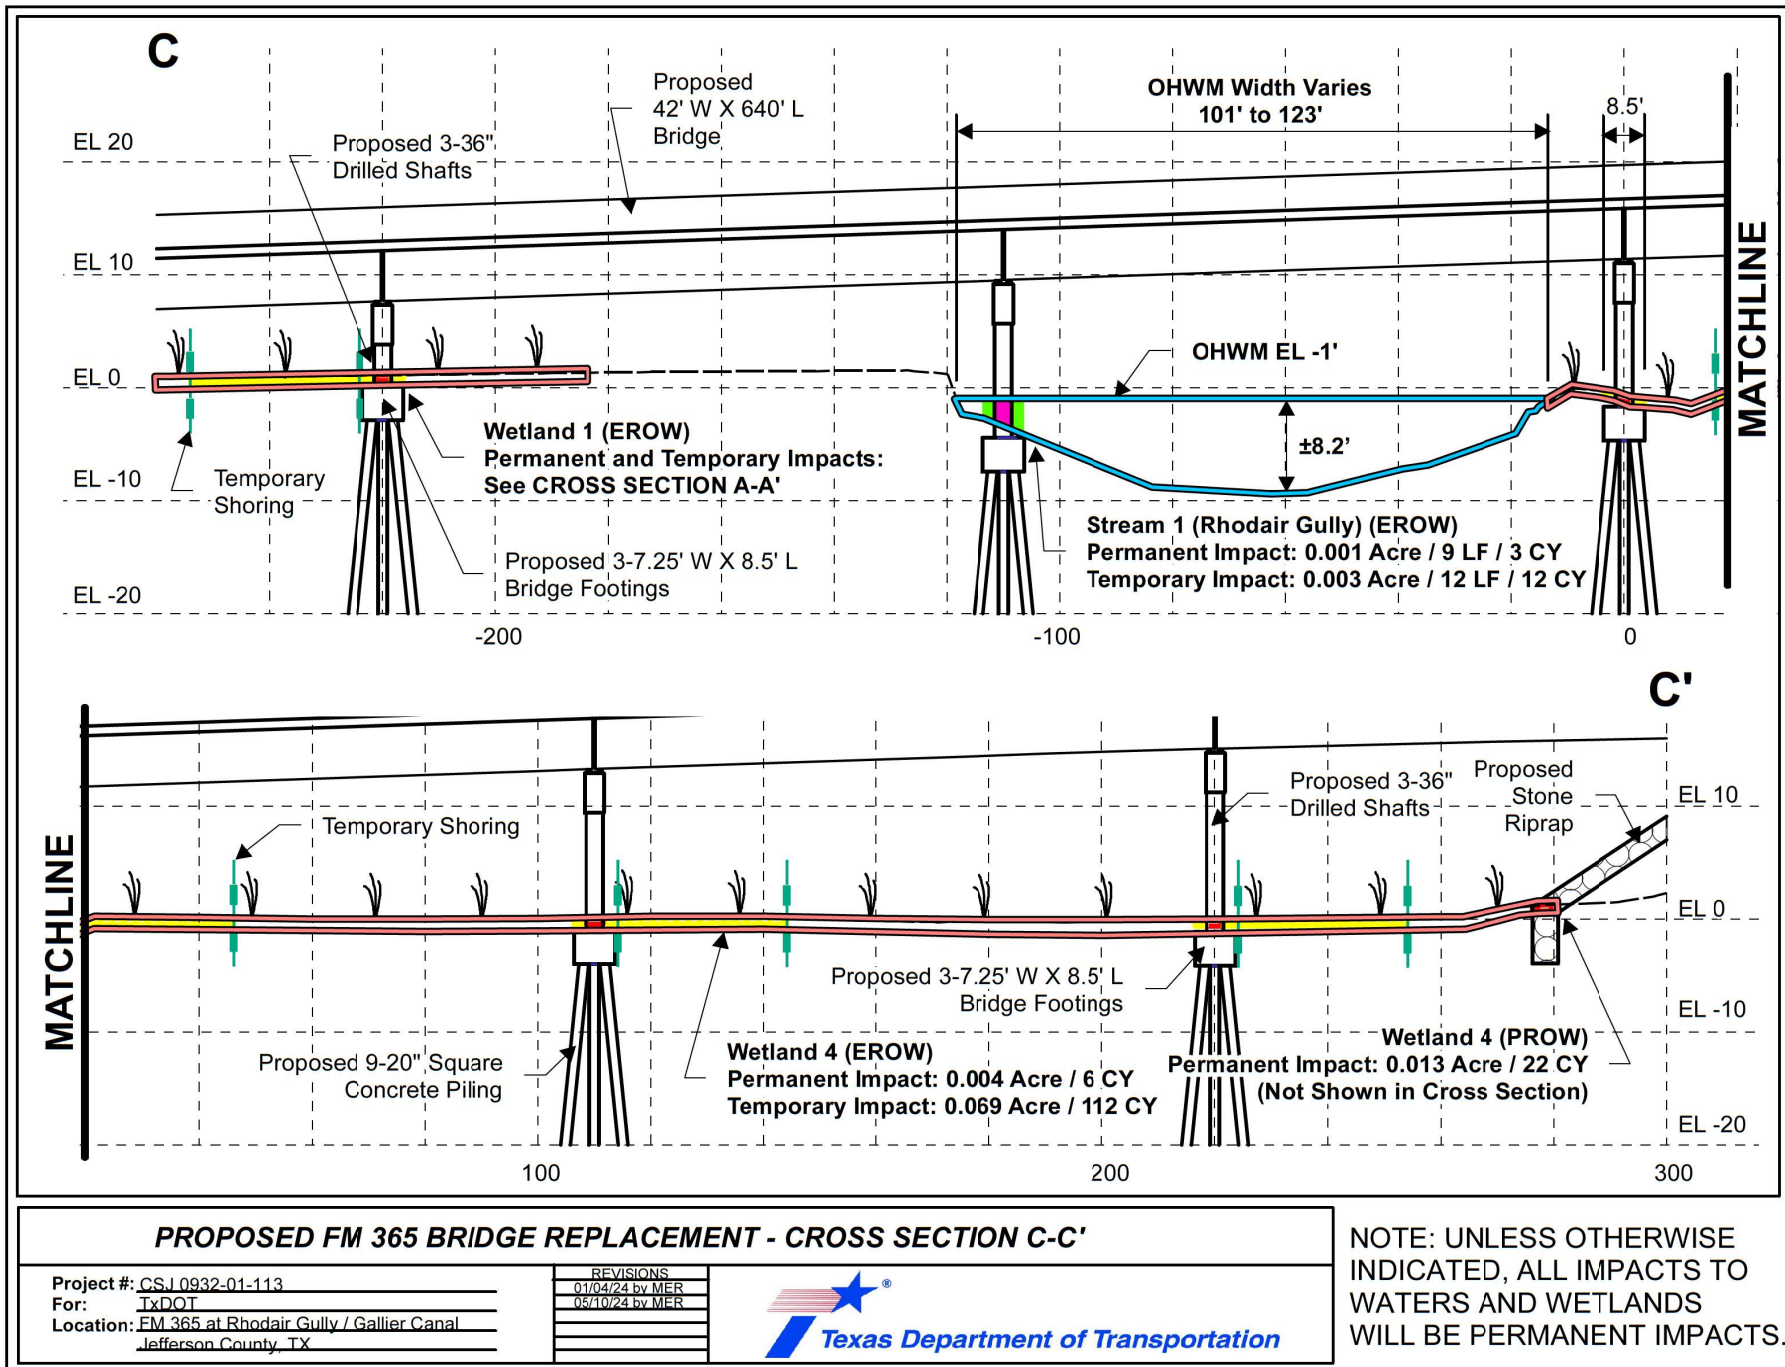 C
Proposed
42' W X 640' L
Bridge
OHWM Width Varies
101' to 123'
8.5'
EL 20
Proposed 3-36"
Drilled Shafts
EL 10
MATCHLINE
OHWM EL -1'
EL 0
±8.2'
Wetland 1 (EROW)
Permanent and Temporary Impacts:
See CROSS SECTION A-A'
EL -10
Temporary
Shoring
Stream 1 (Rhodair Gully) (EROW)
Permanent Impact: 0.001 Acre / 9 LF / 3 CY
Temporary Impact: 0.003 Acre / 12 LF / 12 CY
Proposed 3-7.25' W X 8.5' L
Bridge Footings
EL -20
-200
-100
0
C'
Proposed 3-36"
Drilled Shafts
Proposed
Stone
Riprap
EL 10
Temporary Shoring
MATCHLINE
EL 0
Proposed 3-7.25' W X 8.5' L
Bridge Footings
EL -10
Proposed 9-20" Square
Concrete Piling
Wetland 4 (EROW)
Permanent Impact: 0.004 Acre / 6 CY
Temporary Impact: 0.069 Acre / 112 CY
Wetland 4 (PROW)
Permanent Impact: 0.013 Acre / 22 CY
(Not Shown in Cross Section)
EL -20
100
200
300
PROPOSED FM 365 BRIDGE REPLACEMENT - CROSS SECTION C-C'
Project #: CSJ 0932-01-113
For: TxDOT
Location: FM 365 at Rhodair Gully / Gallier Canal
Jefferson County, TX
REVISIONS
01/04/24 by MER
05/10/24 by MER
®
Texas Department of Transportation
NOTE: UNLESS OTHERWISE
INDICATED, ALL IMPACTS TO
WATERS AND WETLANDS
WILL BE PERMANENT IMPACTS.